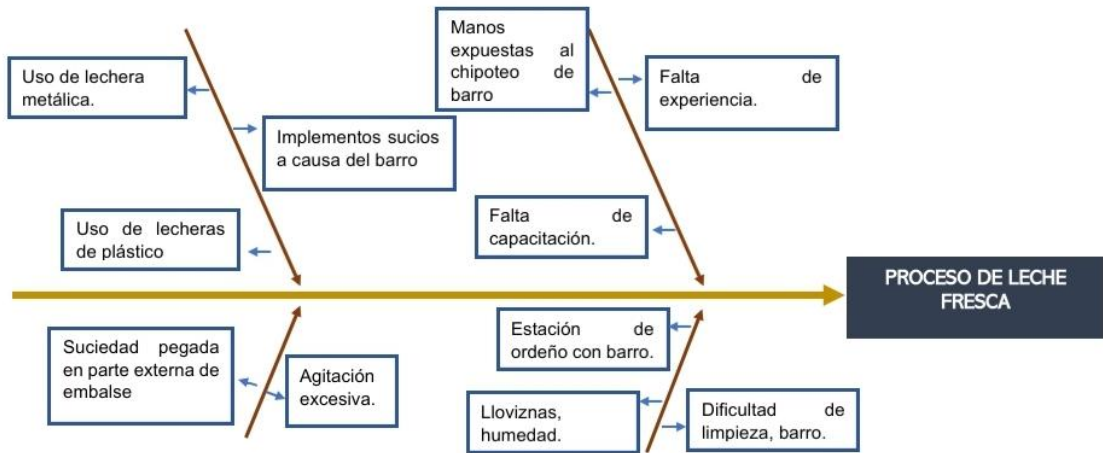 Uso de lechera
metálica.
Implementos sucios
a causa del barro
Uso de lecheras
de plástico
Manos
expuestas al
chipoteo de
barro
Falta de
experiencia.
Falta de
capacitación.
PROCESO DE LECHE
FRESCA
Suciedad pegada
en parte externa de
embalse
Agitación
excesiva.
Estación de
ordeño con barro.
Lloviznas,
humedad.
Dificultad de
limpieza, barro.